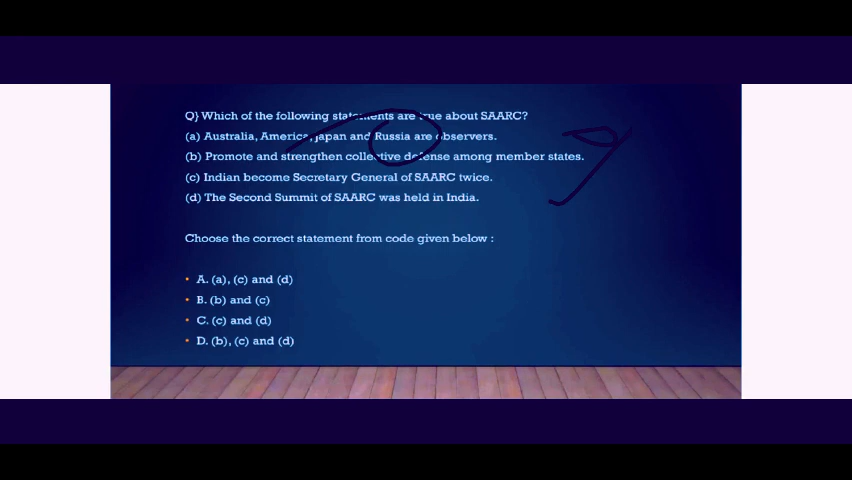 Q} Which of the following statements are true about SAARC?
(a) Australia, America, Japan and Russia are observers.
(b) Promote and strengthen collective defense among member states.
(c) Indian become Secretary General of SAARC twice.
(d) The Second Summit of SAARC was held in India.
Choose the correct statement from code given below :
• A. (a), (c) and (d)
• B. (b) and (c)
• C. (c) and (d)
• D. (b), (c) and (d)